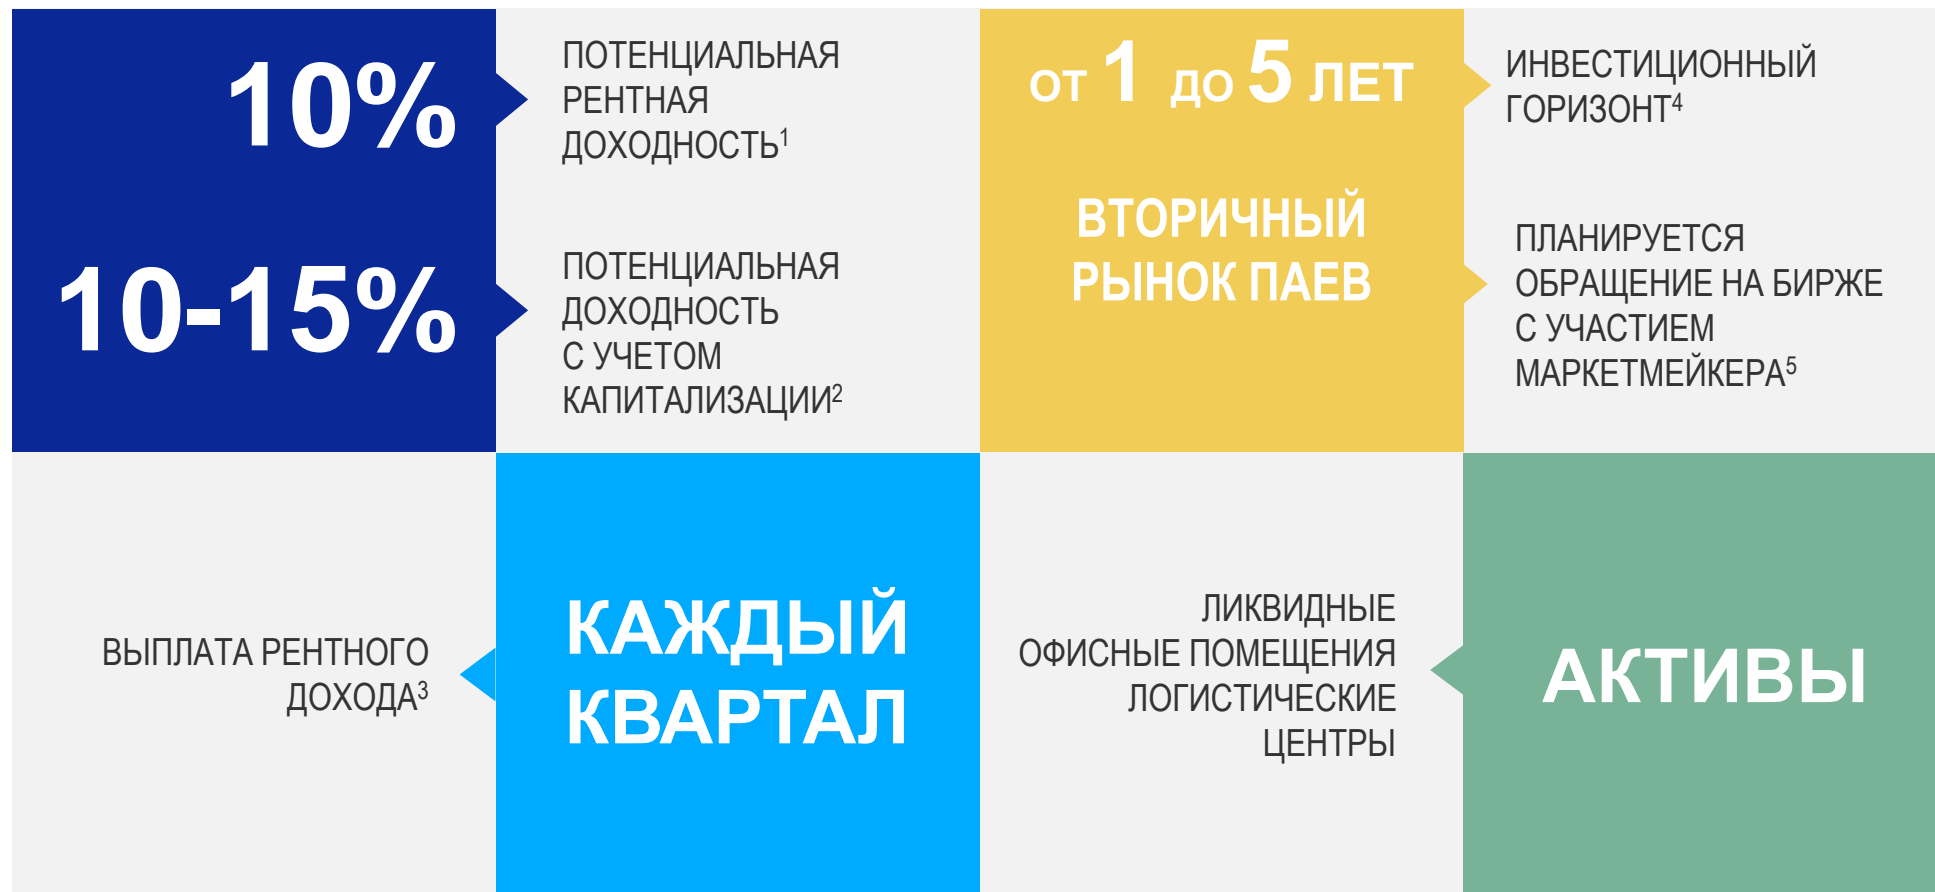 10%
ПОТЕНЦИАЛЬНАЯ
РЕНТНАЯ
ДОХОДНОСТЬ¹
10-15%
ПОТЕНЦИАЛЬНАЯ
ДОХОДНОСТЬ
С УЧЕТОМ
КАПИТАЛИЗАЦИИ²
ОТ 1 ДО 5 ЛЕТ
ИНВЕСТИЦИОННЫЙ
ГОРИЗОНТ⁴
ВТОРИЧНЫЙ
РЫНОК ПАЕВ
ПЛАНИРУЕТСЯ
ОБРАЩЕНИЕ НА БИРЖЕ
С УЧАСТИЕМ
МАРКЕТМЕЙКЕРА⁵
ВЫПЛАТА РЕНТНОГО
ДОХОДА³
КАЖДЫЙ
КВАРТАЛ
ЛИКВИДНЫЕ
ОФИСНЫЕ ПОМЕЩЕНИЯ
ЛОГИСТИЧЕСКИЕ
ЦЕНТРЫ
АКТИВЫ